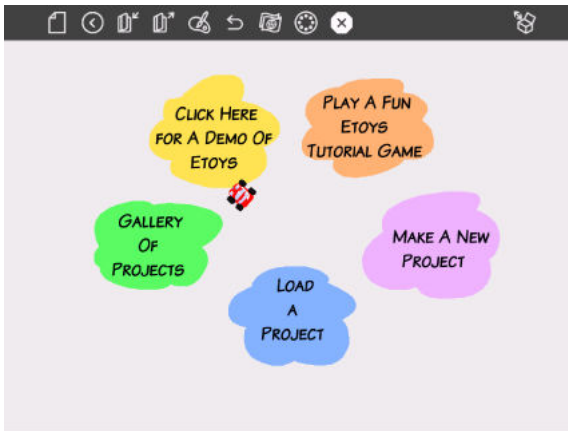 Click Here
for A Demo Of
Etoys
Play A Fun
Etoys
Tutorial Game
Gallery
Of
Projects
Make A New
Project
Load
A
Project